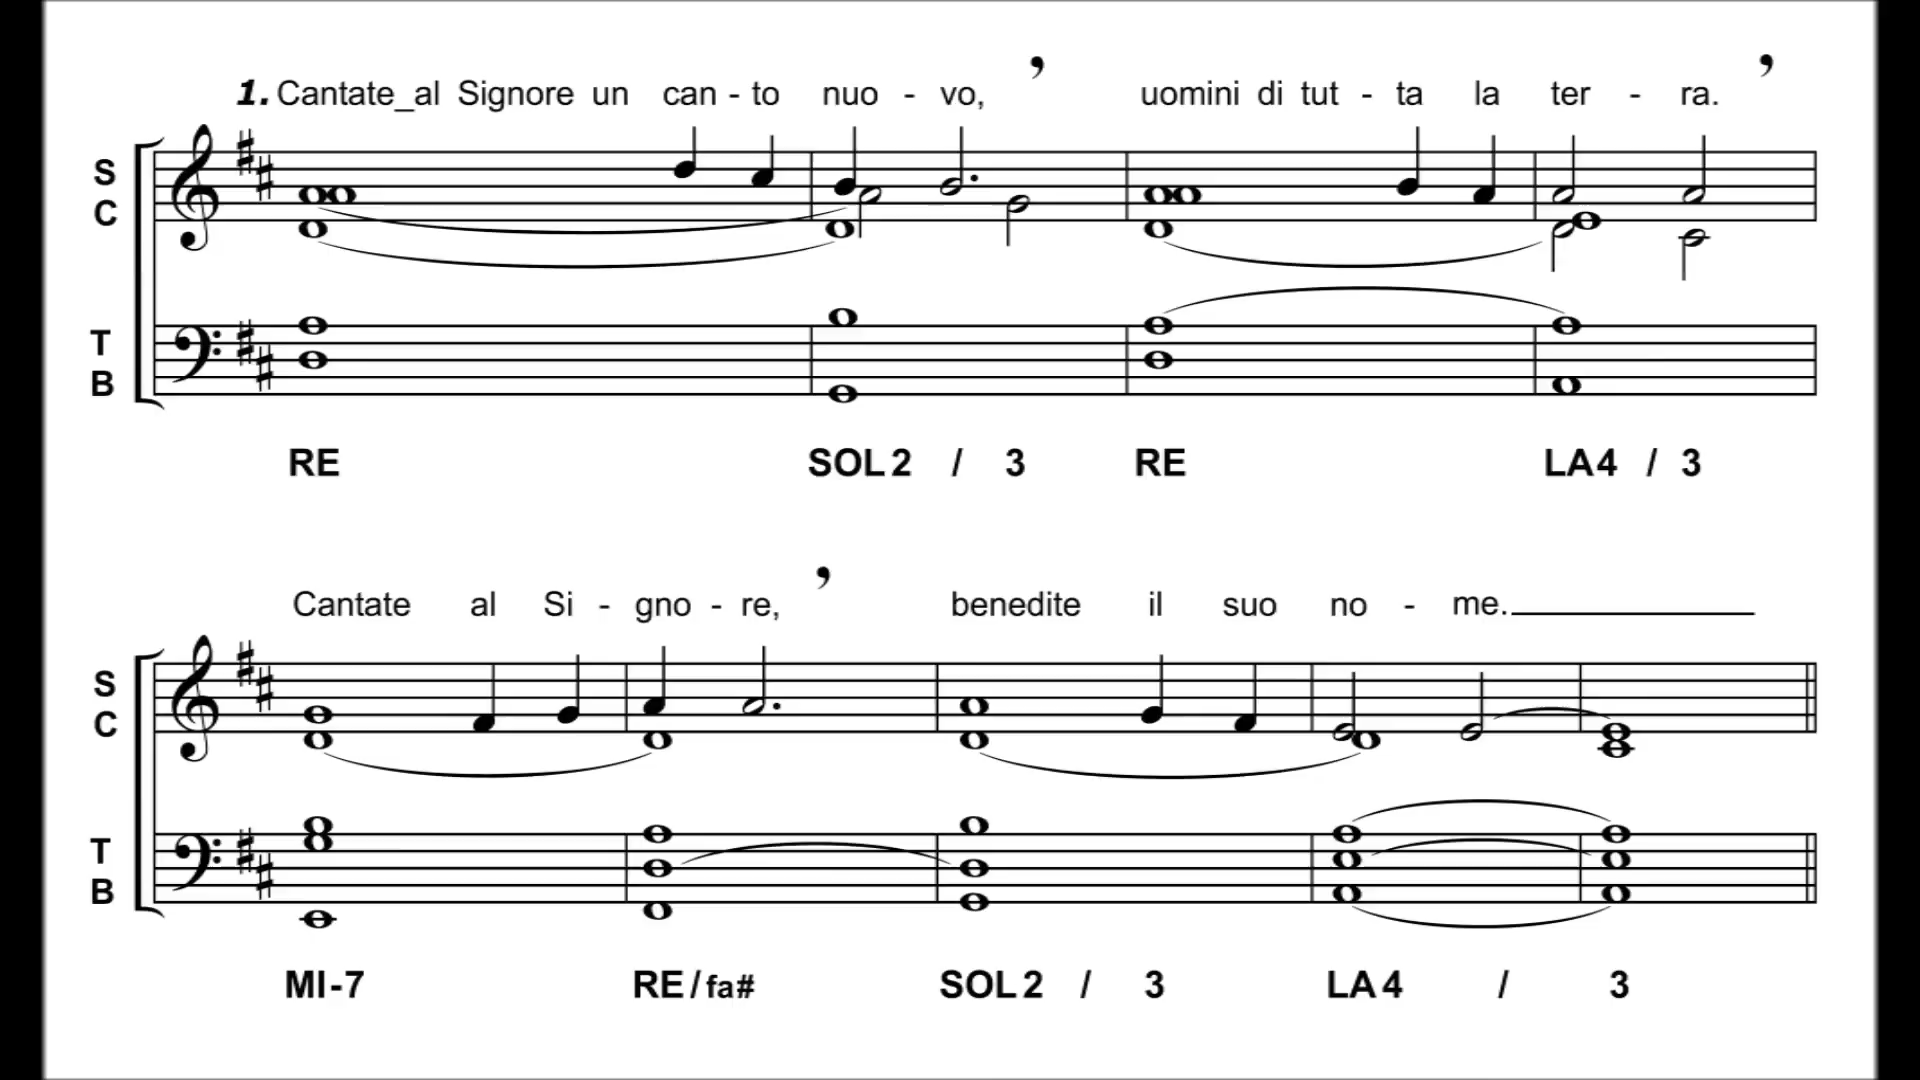 1. Cantate_al Signore un can - to nuo - vo, uomini di tut - ta la ter - ra.
S
C
T
B
RE SOL2 / 3 RE LA4 / 3
Cantate al Si - gno - re, benedite il suo no - me.
S
C
T
B
MI-7 RE/fa# SOL2 / 3 LA4 / 3